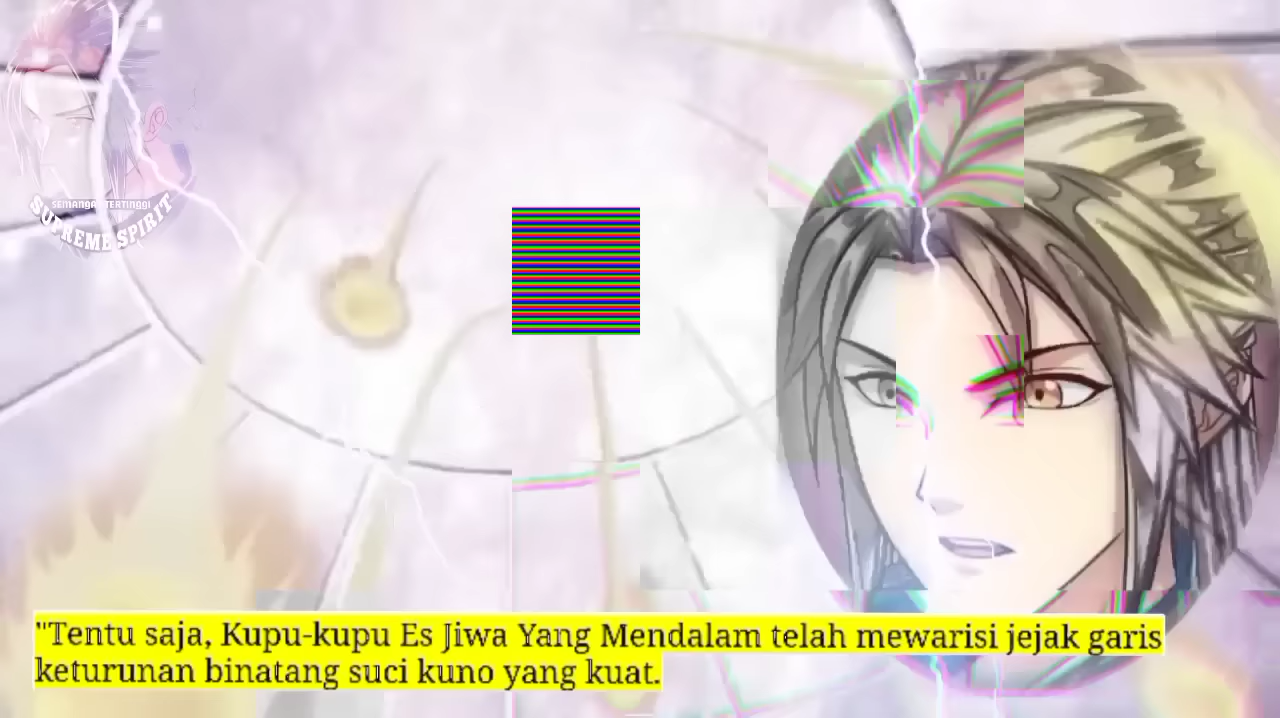 SEMANGAT TERTINGGI
SUPREME SPIRIT
"Tentu saja, Kupu-kupu Es Jiwa Yang Mendalam telah mewarisi jejak garis
keturunan binatang suci kuno yang kuat.